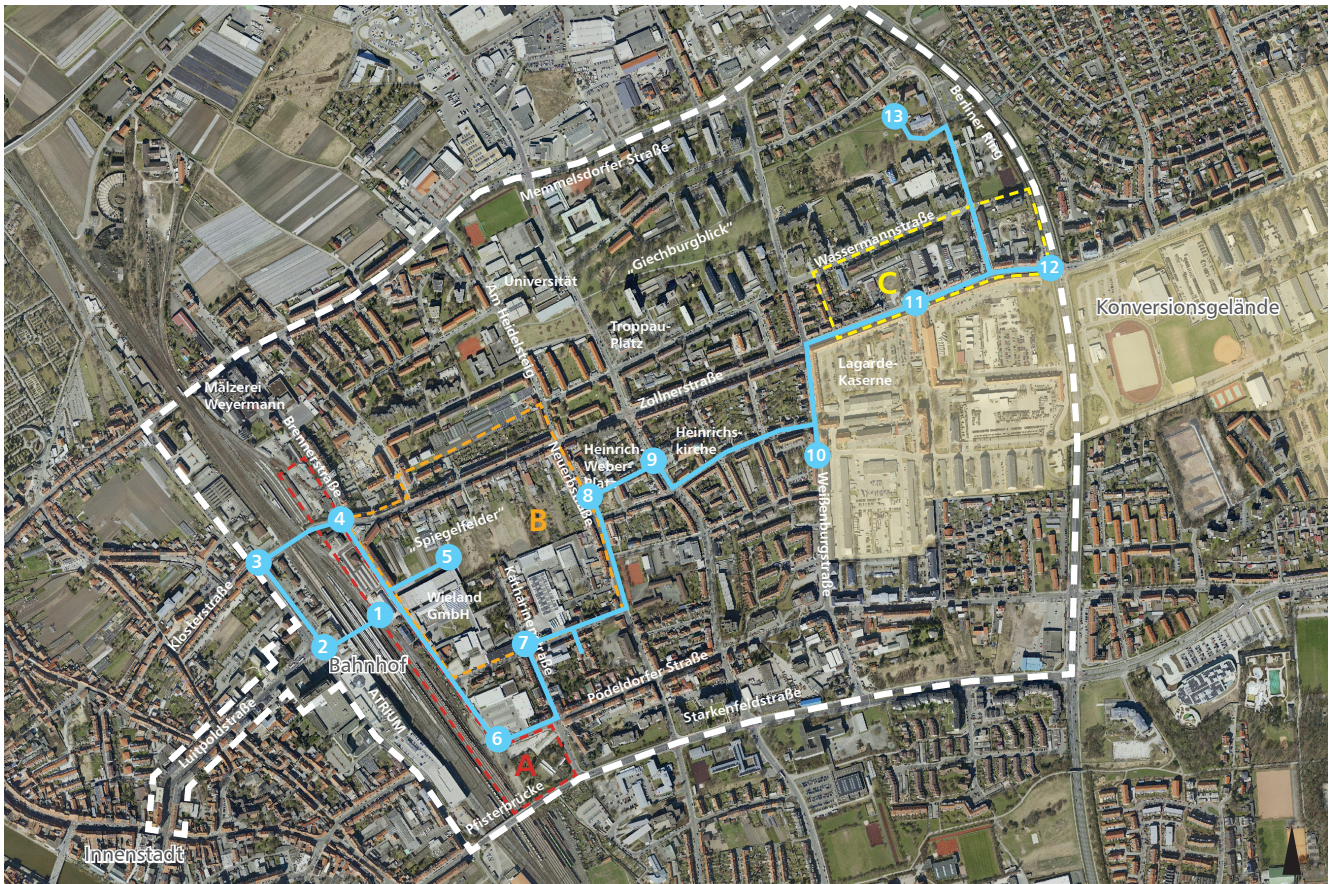 13
Berliner Ring
Memmelsdorfer Straße
Wassermannstraße
„Giechburgblick“
12
Universität
C
11
Am Heidelsteig
Konversionsgelände
Troppau-
Platz
Lagarde-
Kaserne
Mälzerei
Weyermann
Zollnerstraße
Brennerstraße
Heinrichs-
kirche
Heinrich-
Weber-
Platz
9
10
Neuerbstraße
8
4
B
„Spiegelfelder“
Weißenburgstraße
3
5
Klosterstraße
Wieland
GmbH
Katharinenstraße
1
2
7
Bahnhof
Pödeldorfer Straße
Starkenfeldstraße
ATRIUM
Luitpoldstraße
6
A
Pfisterbrücke
Innenstadt